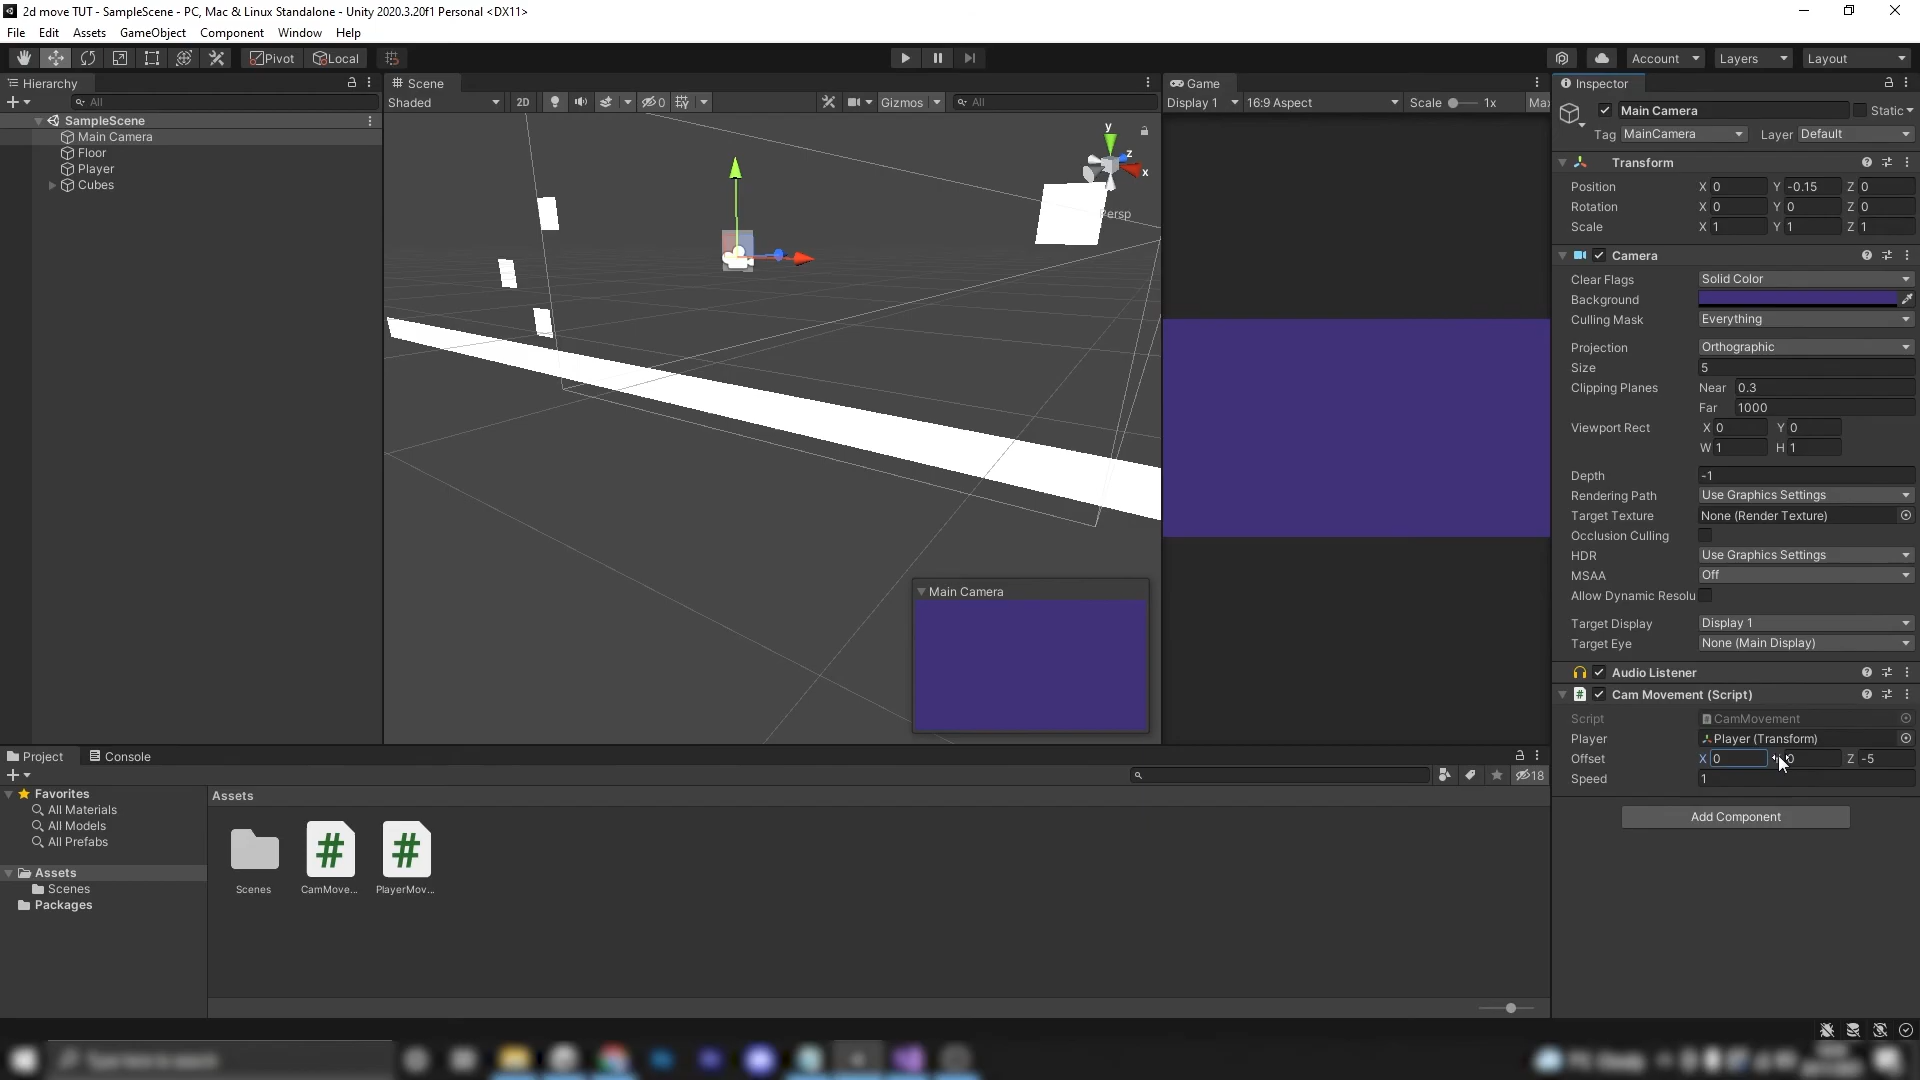 2d move TUT - SampleScene - PC, Mac & Linux Standalone - Unity 2020.3.20f1 Personal <DX11>
File Edit Assets GameObject Component Window Help
Pivot Local Account Layers Layout
Hierarchy
All
SampleScene
Main Camera
Floor
Player
Cubes
Scene
Shaded 2D 0 Gizmos All
y
z
x
Persp
Main Camera
Game
Display 1 16:9 Aspect Scale 1x Max
Inspector
Main Camera Static
Tag MainCamera Layer Default
Transform
Position X 0 Y -0.15 Z 0
Rotation X 0 Y 0 Z 0
Scale X 1 Y 1 Z 1
Camera
Clear Flags Solid Color
Background
Culling Mask Everything
Projection Orthographic
Size 5
Clipping Planes Near 0.3
Far 1000
Viewport Rect X 0 Y 0
W 1 H 1
Depth -1
Rendering Path Use Graphics Settings
Target Texture None (Render Texture)
Occlusion Culling
HDR Use Graphics Settings
MSAA Off
Allow Dynamic Resolu
Target Display Display 1
Target Eye None (Main Display)
Audio Listener
# Cam Movement (Script)
Script CamMovement
Player Player (Transform)
Offset X 0 0 Z -5
Speed 1
Add Component
Project Console
18
Favorites
All Materials
All Models
All Prefabs
Assets
Scenes
Packages
Assets
Scenes
# CamMove...
# PlayerMov...